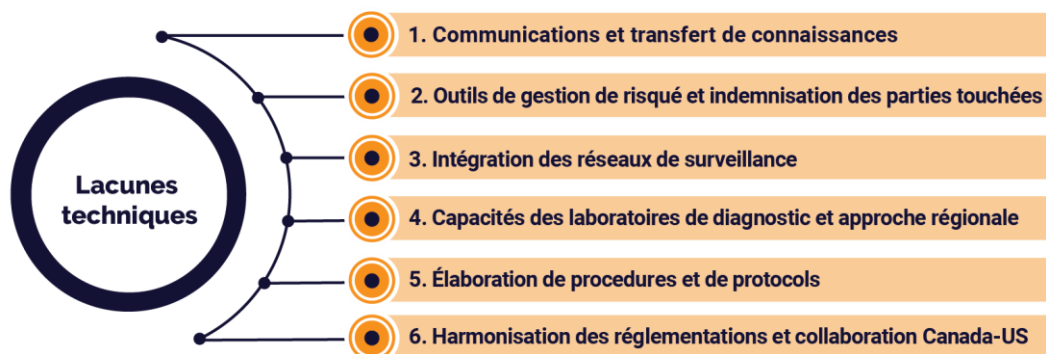 Lacunes
techniques
1. Communications et transfert de connaissances
2. Outils de gestion de risqué et indemnisation des parties touchées
3. Intégration des réseaux de surveillance
4. Capacités des laboratoires de diagnostic et approche régionale
5. Élaboration de procedures et de protocols
6. Harmonisation des réglementations et collaboration Canada-US